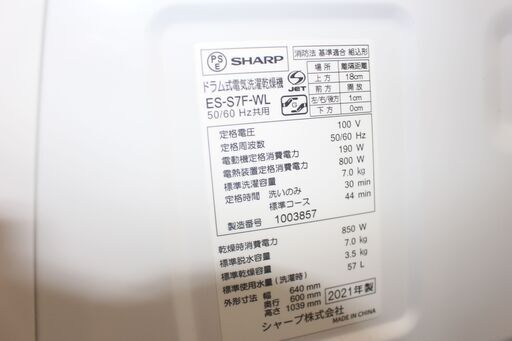 PS E SHARP
ドラム式電気洗濯乾燥機
ES-S7F-WL
50/60 Hz共用
S JET
消防法 基準適合 組込形
場所 離隔距離
上方 18cm
前方 開放
左/右/後方 1cm
下方 0cm
定格電圧 100 V
定格周波数 50/60 Hz
電動機定格消費電力 190 W
電熱装置定格消費電力 800 W
標準洗濯容量 7.0 kg
定格時間 洗いのみ 30 min
標準コース 44 min
製造番号 1003857
乾燥時消費電力 850 W
標準脱水容量 7.0 kg
標準乾燥容量 3.5 kg
標準使用水量(洗濯時) 57 L
外形寸法 幅 640 mm
奥行 600 mm
高さ 1039 mm
2021年製
シャープ株式会社 MADE IN CHINA